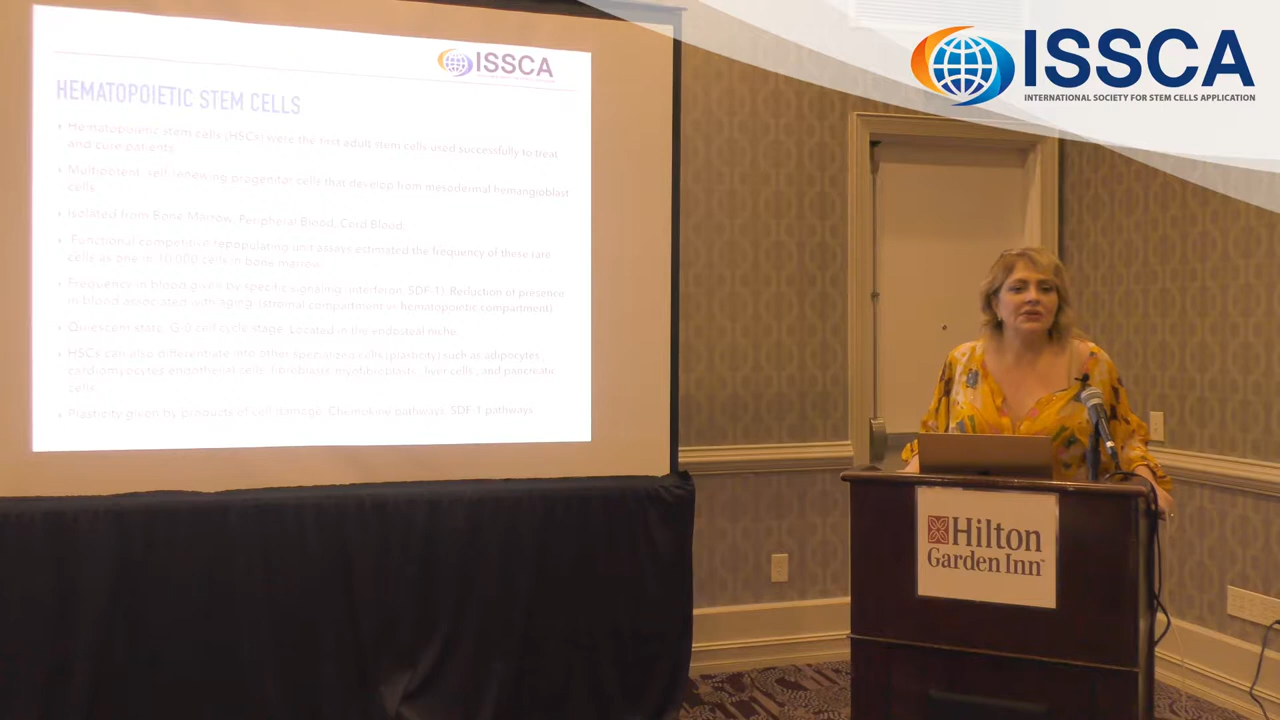 ISSCA
HEMATOPOIETIC STEM CELLS
Hematopoietic stem cells (HSCs) were the first adult stem cells used successfully to treat
and cure patients.
Multipotent, self-renewing progenitor cells that develop from mesodermal hemangioblast
cells.
Isolated from Bone Marrow, Peripheral Blood, Cord Blood
Functional competitive repopulating unit assays estimated the frequency of these rare
cells as one in 10,000 cells in bone marrow.
Frequency in blood given by specific signaling (interferon, SDF-1). Reduction of presence
in blood associated with aging (stromal compartment vs hematopoietic compartment).
Quiescent state. G-0 cell cycle stage. Located in the endosteal niche.
HSCs can also differentiate into other specialized cells (plasticity) such as adipocytes,
cardiomyocytes endothelial cells, fibroblasts myofibroblasts, liver cells, and pancreatic
cells.
Plasticity given by products of cell damage. Chemokine pathways. SDF-1 pathways
ISSCA
INTERNATIONAL SOCIETY FOR STEM CELLS APPLICATION
Hilton
Garden Inn™